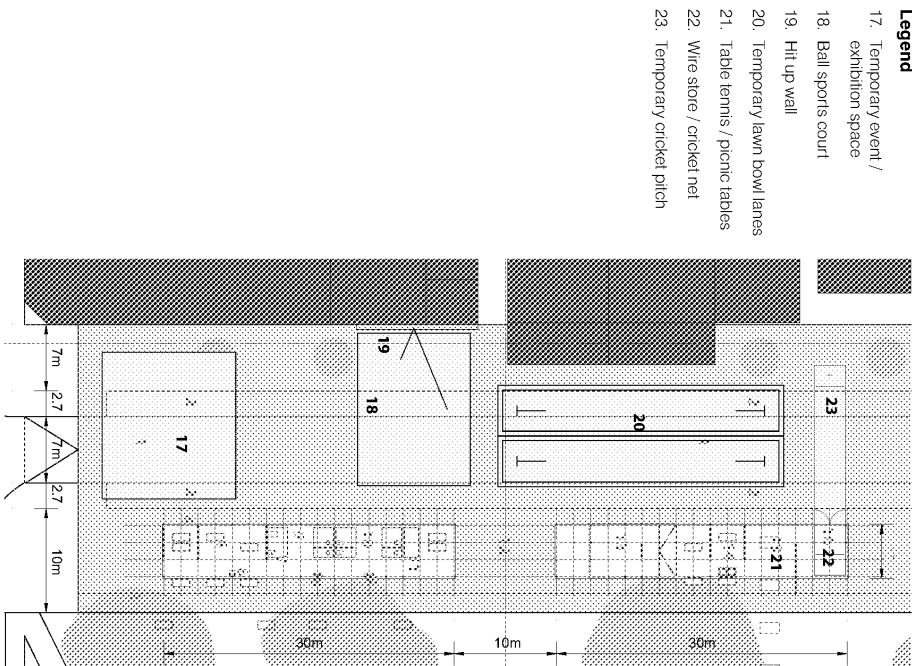 Legend
17. Temporary event /
exhibition space
18. Ball sports court
19. Hit up wall
20. Temporary lawn bowl lanes
21. Table tennis / picnic tables
22. Wire store / cricket net
23. Temporary cricket pitch
7m
2.7
7m
2.7
10m
17
18
19
20
21
22
23
30m
10m
30m